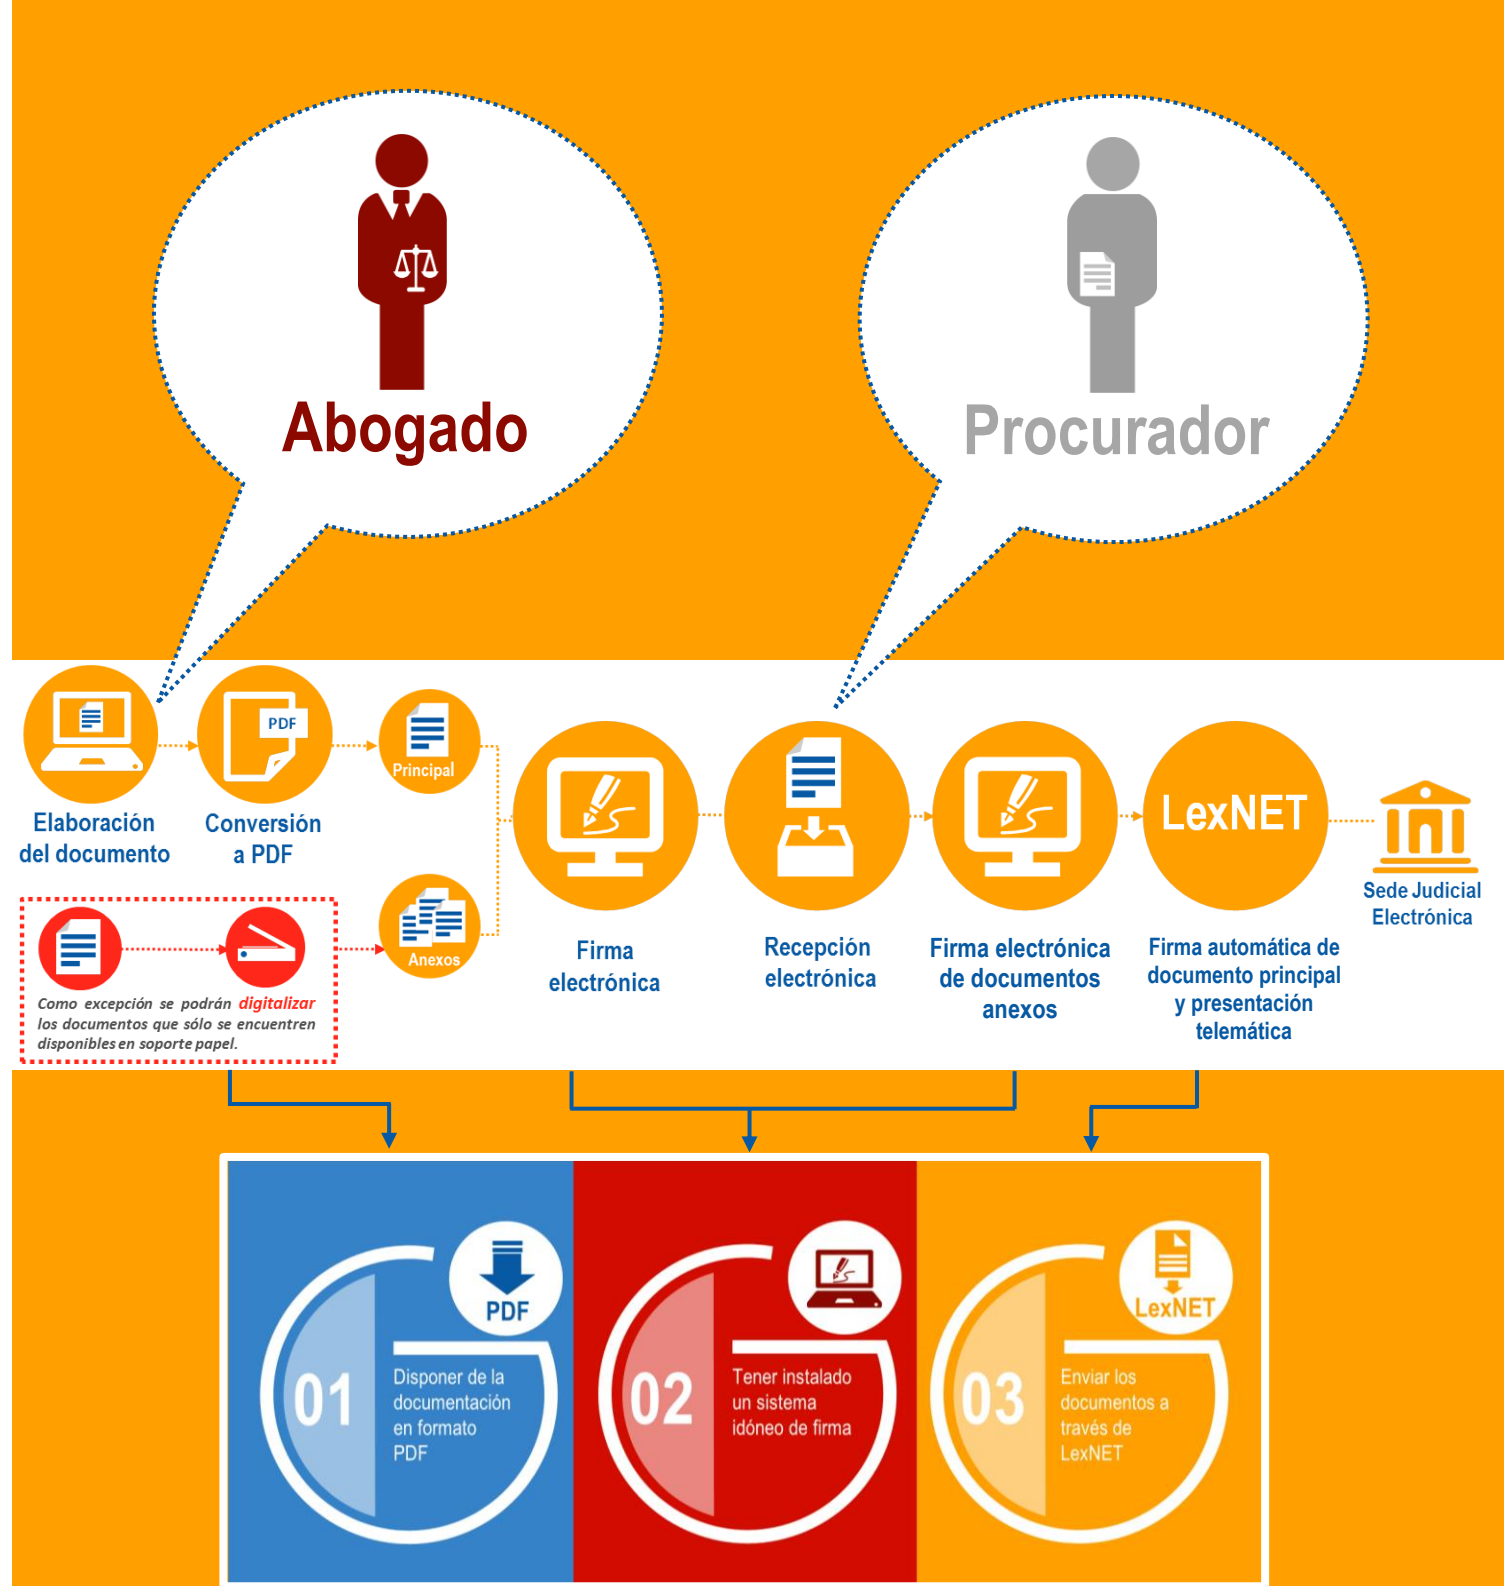 Abogado
Procurador
PDF
Principal
Elaboración
del documento
Conversión
a PDF
LexNET
Sede Judicial
Electrónica
Anexos
Como excepción se podrán digitalizar
los documentos que sólo se encuentren
disponibles en soporte papel.
Firma
electrónica
Recepción
electrónica
Firma electrónica
de documentos
anexos
Firma automática de
documento principal
y presentación
telemática
PDF
01
Disponer de la
documentación
en formato
PDF
02
Tener instalado
un sistema
idóneo de firma
LexNET
03
Enviar los
documentos a
través de
LexNET